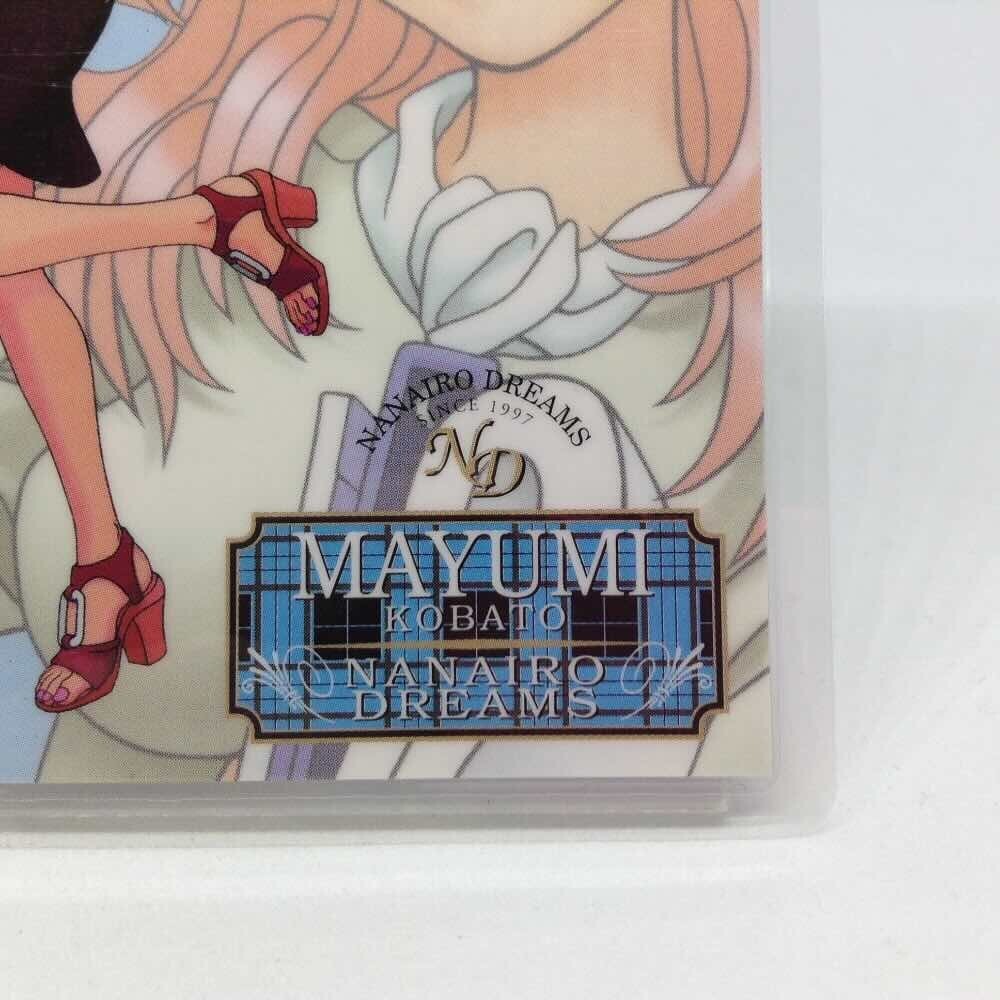 NANAIRO DREAMS
SINCE 1997
ND
MAYUMI
KOBATO
NANAIRO
DREAMS